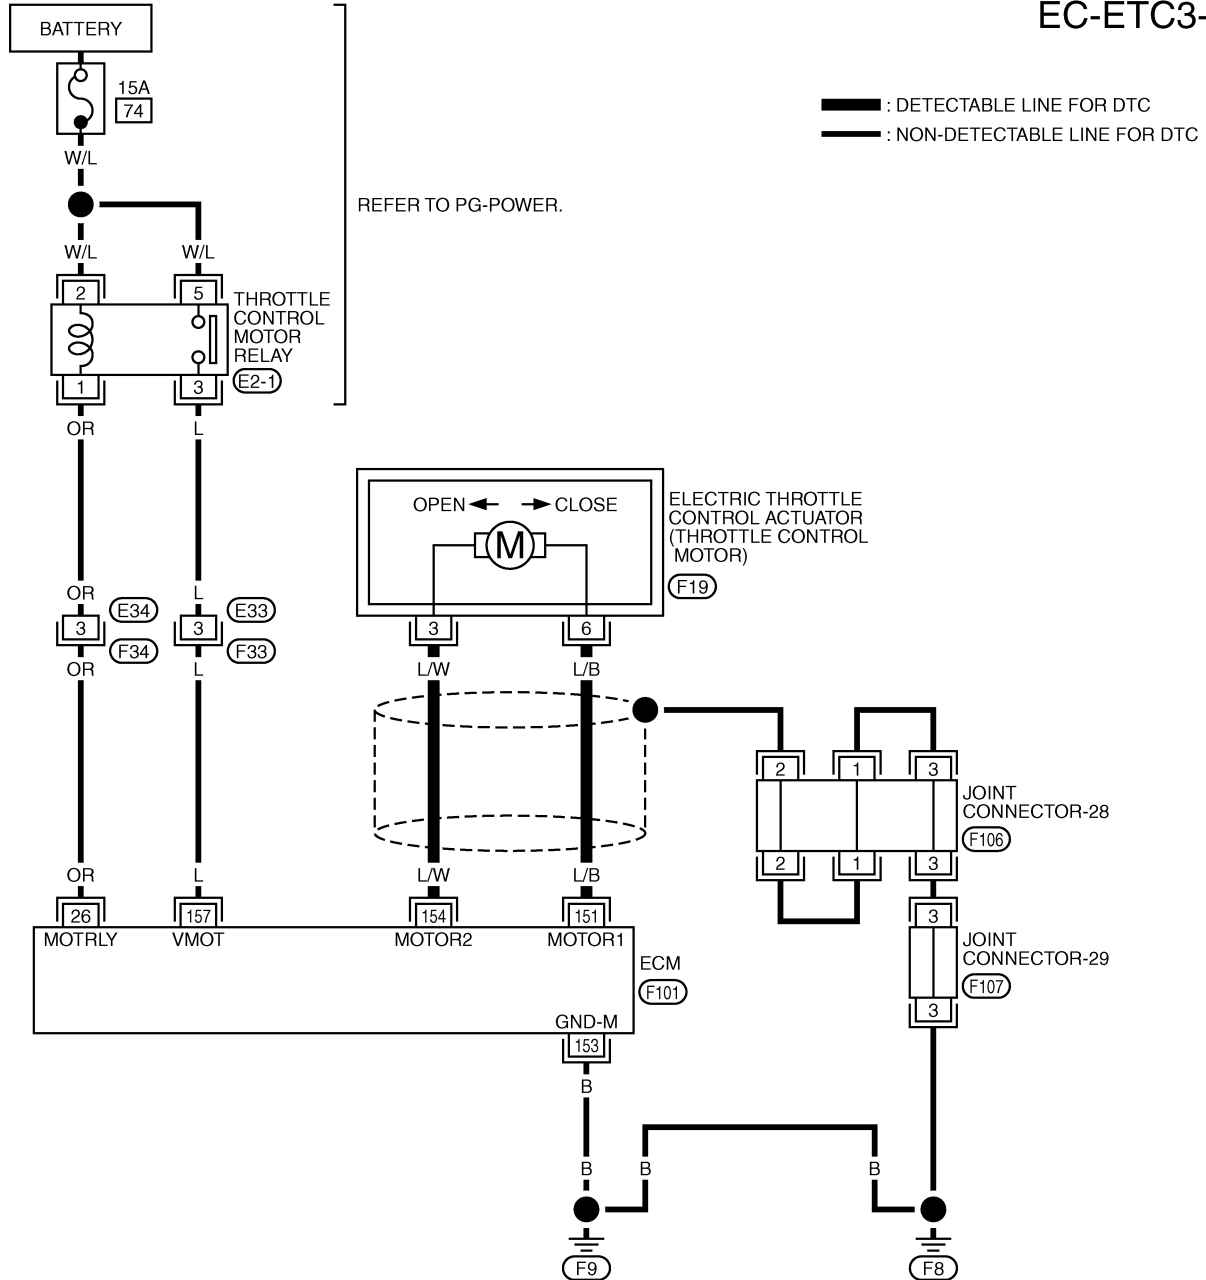 EC-ETC3-
BATTERY
15A
74
: DETECTABLE LINE FOR DTC
: NON-DETECTABLE LINE FOR DTC
W/L
REFER TO PG-POWER.
W/L W/L
2 5
THROTTLE
CONTROL
MOTOR
RELAY
E2-1
1 3
OR L
OPEN CLOSE
M
ELECTRIC THROTTLE
CONTROL ACTUATOR
(THROTTLE CONTROL
MOTOR)
F19
OR L
E34 E33
3 3 3 6
F34 F33
OR L L/W L/B
2 1 3
JOINT
CONNECTOR-28
F106
2 1 3
OR L L/W L/B
26 157 154 151 3
MOTRLY VMOT MOTOR2 MOTOR1
JOINT
CONNECTOR-29
F107
ECM
F101
3
GND-M
153
B
B B B
F9 F8